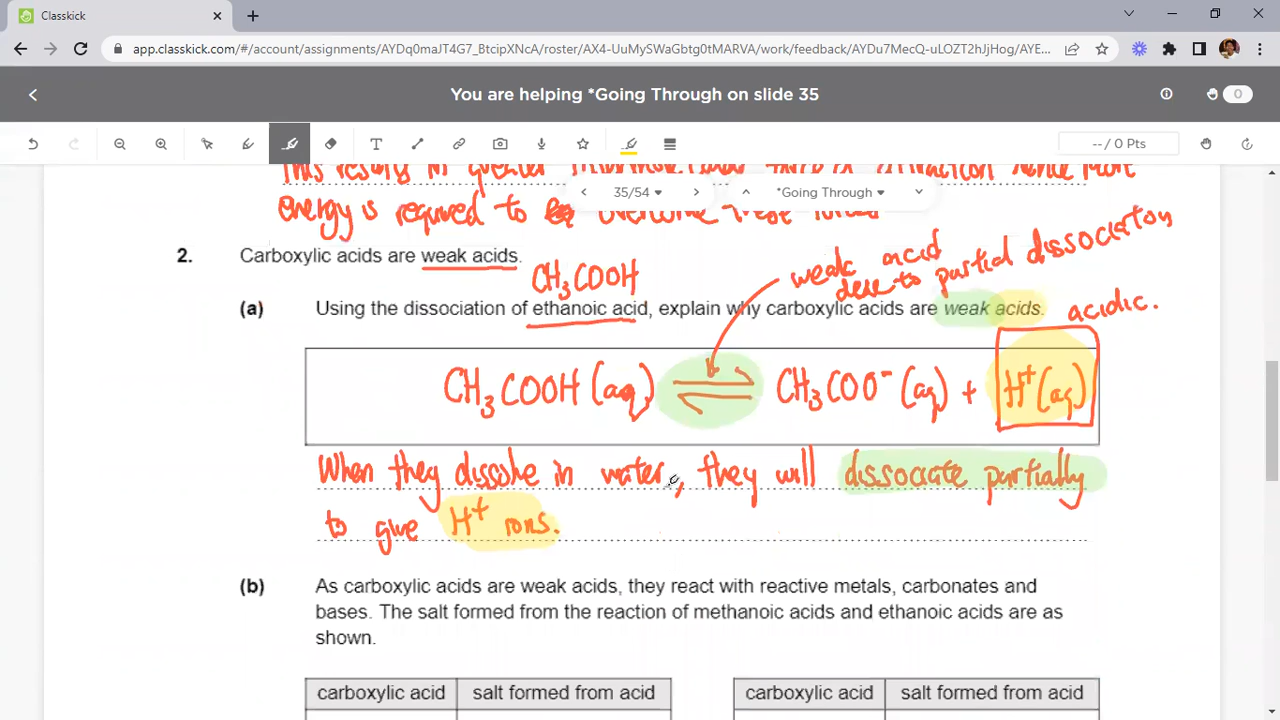 Classkick
app.classkick.com/#/account/assignments/AYDq0maJT4G7_BtcipXNtA/roster/AX4-UuMySWaGbtg0tMARVA/work/feedback/AYDu7MecQ-uLOZT2hJjHog/AYE...
You are helping *Going Through on slide 35
0
-- / 0 Pts
35/54 *Going Through
This results in greater
energy is required to overcome these forces
2. Carboxylic acids are weak acids.
CH₃COOH
weak acid
due to partial dissociation
(a) Using the dissociation of ethanoic acid, explain why carboxylic acids are weak acids.
acidic.
CH₃COOH (aq) ⇌ CH₃COO⁻ (aq) + H⁺ (aq)
When they dissolve in water, they will dissociate partially
to give H⁺ ions.
(b) As carboxylic acids are weak acids, they react with reactive metals, carbonates and
bases. The salt formed from the reaction of methanoic acids and ethanoic acids are as
shown.
carboxylic acid salt formed from acid carboxylic acid salt formed from acid